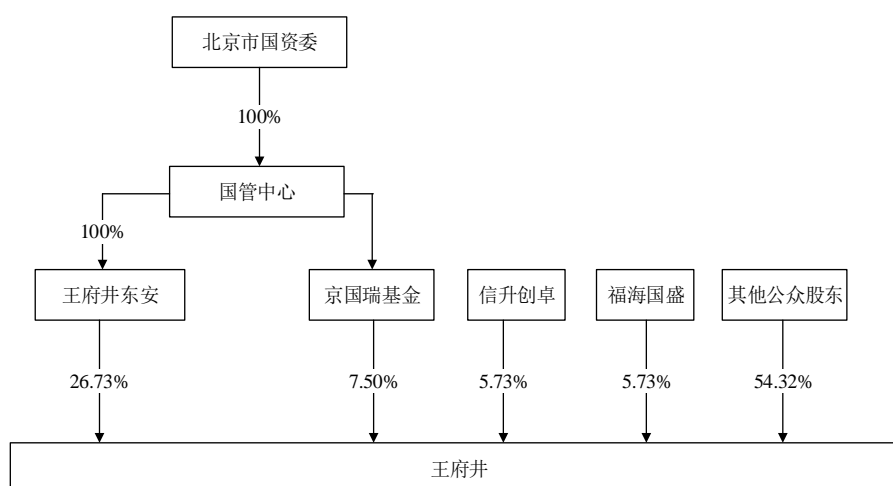 北京市国资委
100%
国管中心
100%
王府井东安
京国瑞基金
信升创卓
福海国盛
其他公众股东
26.73%
7.50%
5.73%
5.73%
54.32%
王府井